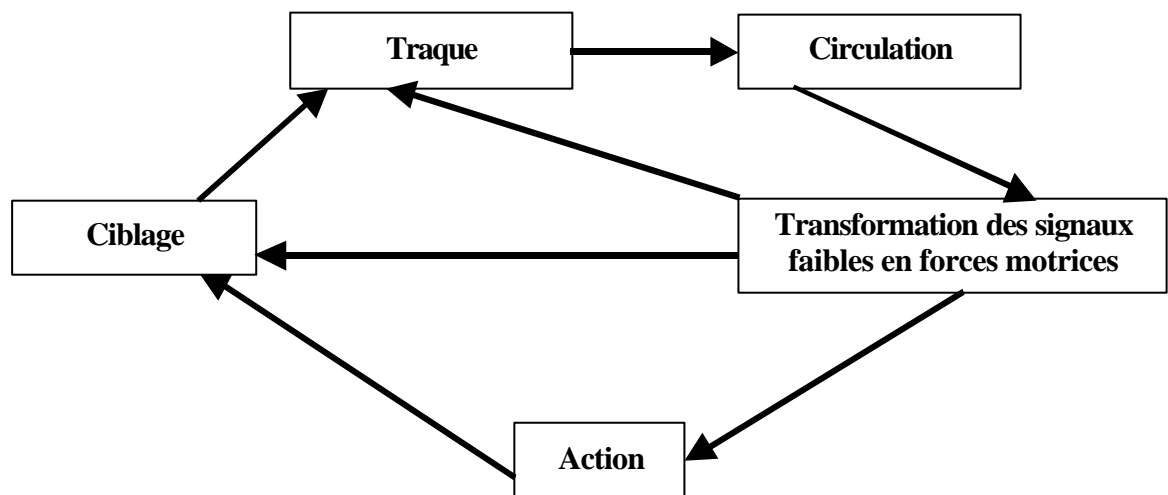 Traque
Circulation
Ciblage
Transformation des signaux
faibles en forces motrices
Action